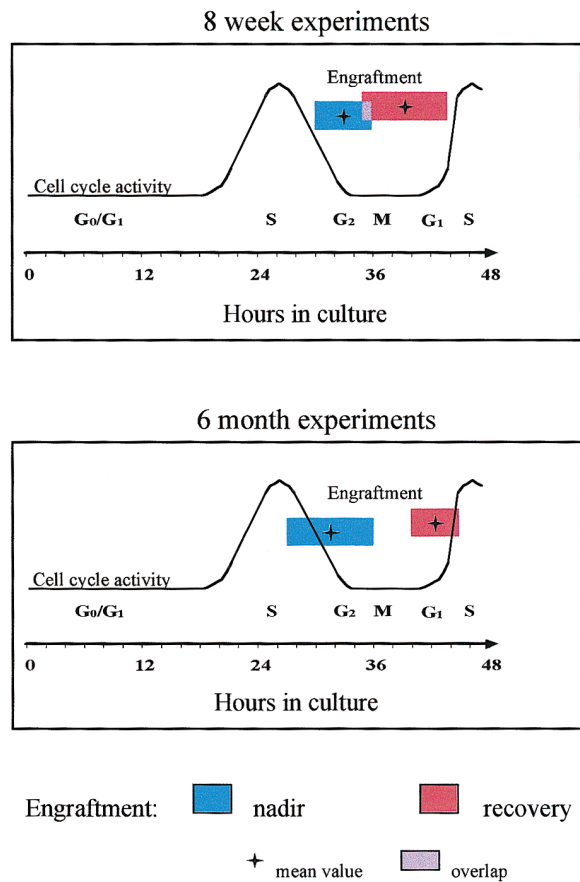 8 week experiments
Engraftment
Cell cycle activity
G₀/G₁ S G₂ M G₁ S
0 12 24 36 48
Hours in culture
6 month experiments
Engraftment
Cell cycle activity
G₀/G₁ S G₂ M G₁ S
0 12 24 36 48
Hours in culture
Engraftment: nadir recovery
mean value overlap